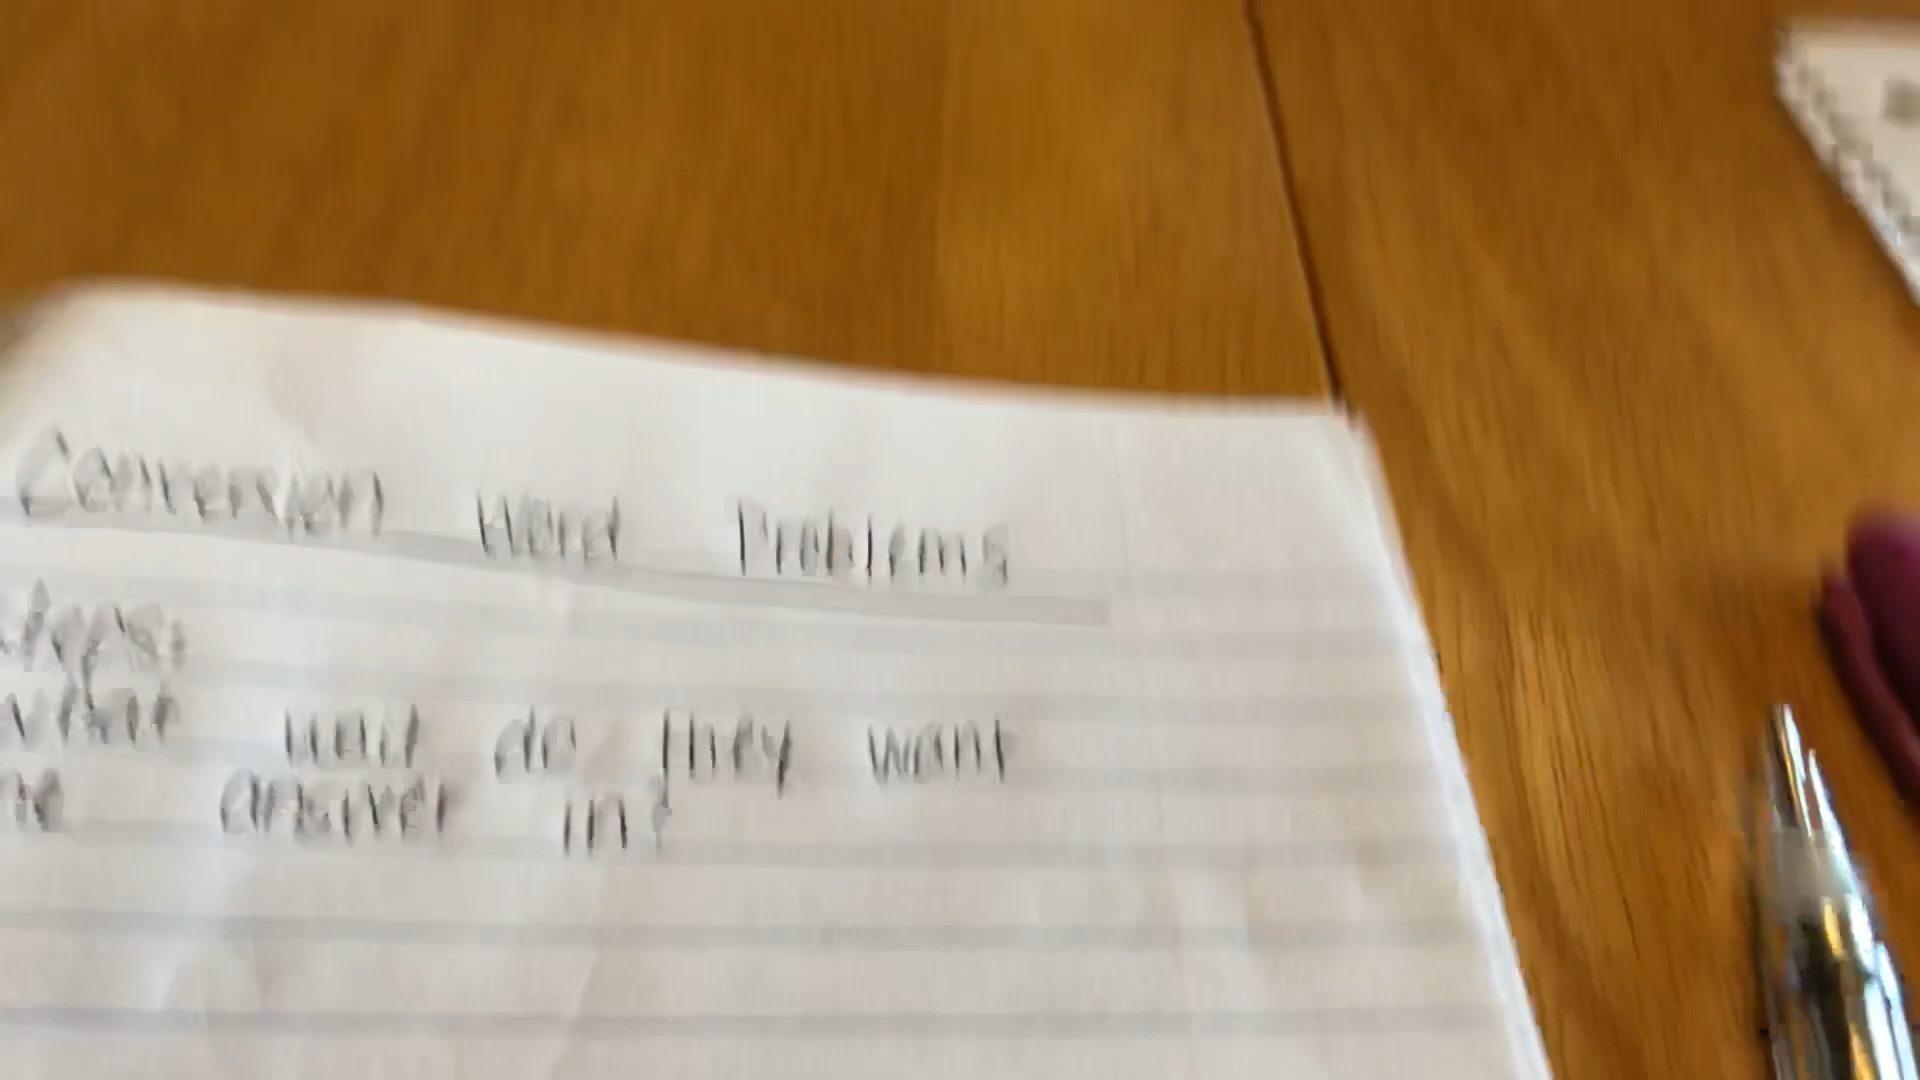 Conversion Word Problems
Steps:
what unit do they want
the answer in?